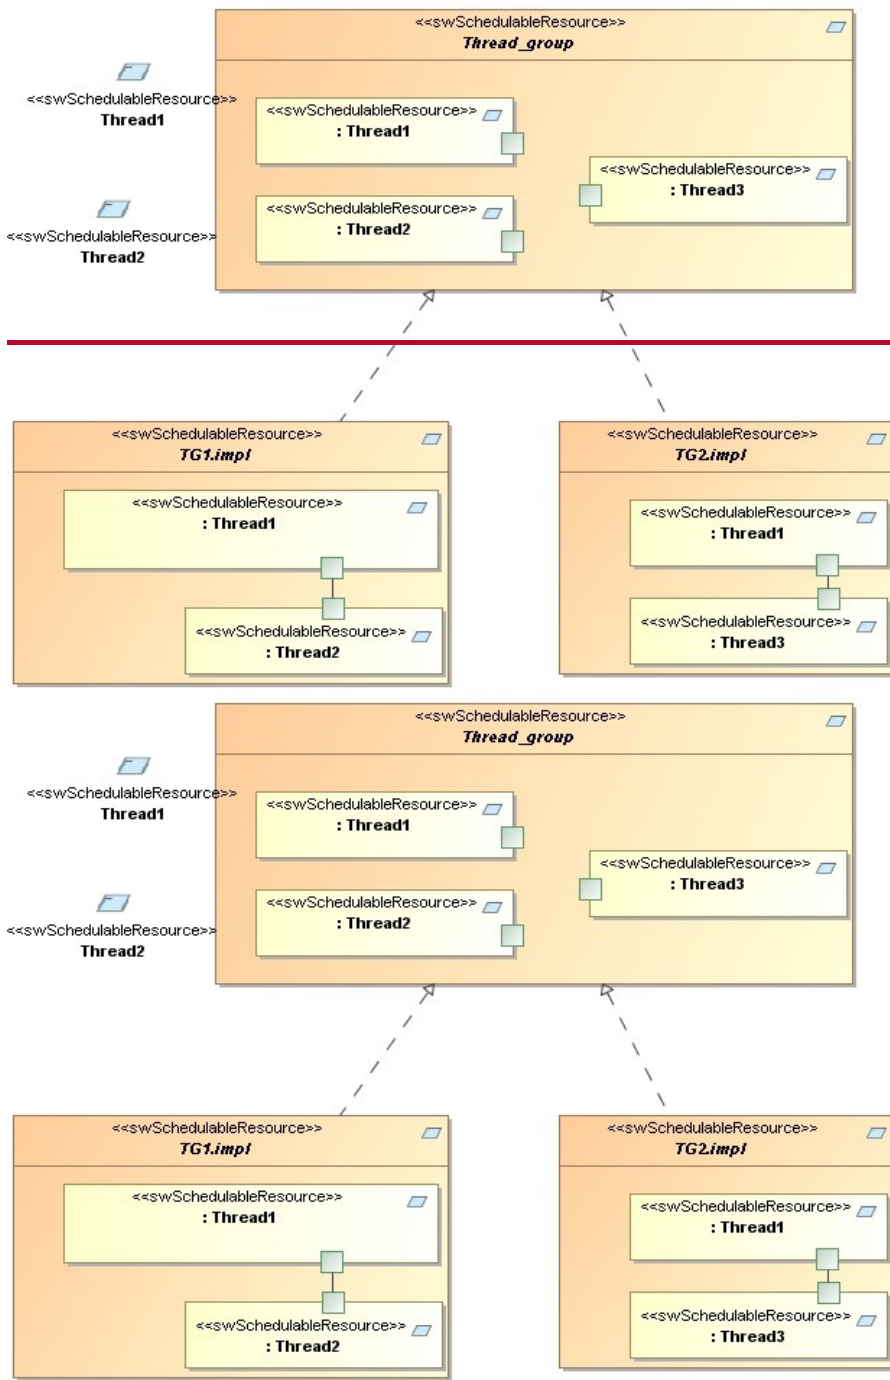 <<swSchedulableResource>>
Thread_group
<<swSchedulableResource>>
Thread1
<<swSchedulableResource>>
: Thread1
<<swSchedulableResource>>
: Thread3
<<swSchedulableResource>>
Thread2
<<swSchedulableResource>>
: Thread2
<<swSchedulableResource>>
TG1.impl
<<swSchedulableResource>>
: Thread1
<<swSchedulableResource>>
: Thread2
<<swSchedulableResource>>
TG2.impl
<<swSchedulableResource>>
: Thread1
<<swSchedulableResource>>
: Thread3
<<swSchedulableResource>>
Thread_group
<<swSchedulableResource>>
Thread1
<<swSchedulableResource>>
: Thread1
<<swSchedulableResource>>
: Thread3
<<swSchedulableResource>>
Thread2
<<swSchedulableResource>>
: Thread2
<<swSchedulableResource>>
TG1.impl
<<swSchedulableResource>>
: Thread1
<<swSchedulableResource>>
: Thread2
<<swSchedulableResource>>
TG2.impl
<<swSchedulableResource>>
: Thread1
<<swSchedulableResource>>
: Thread3